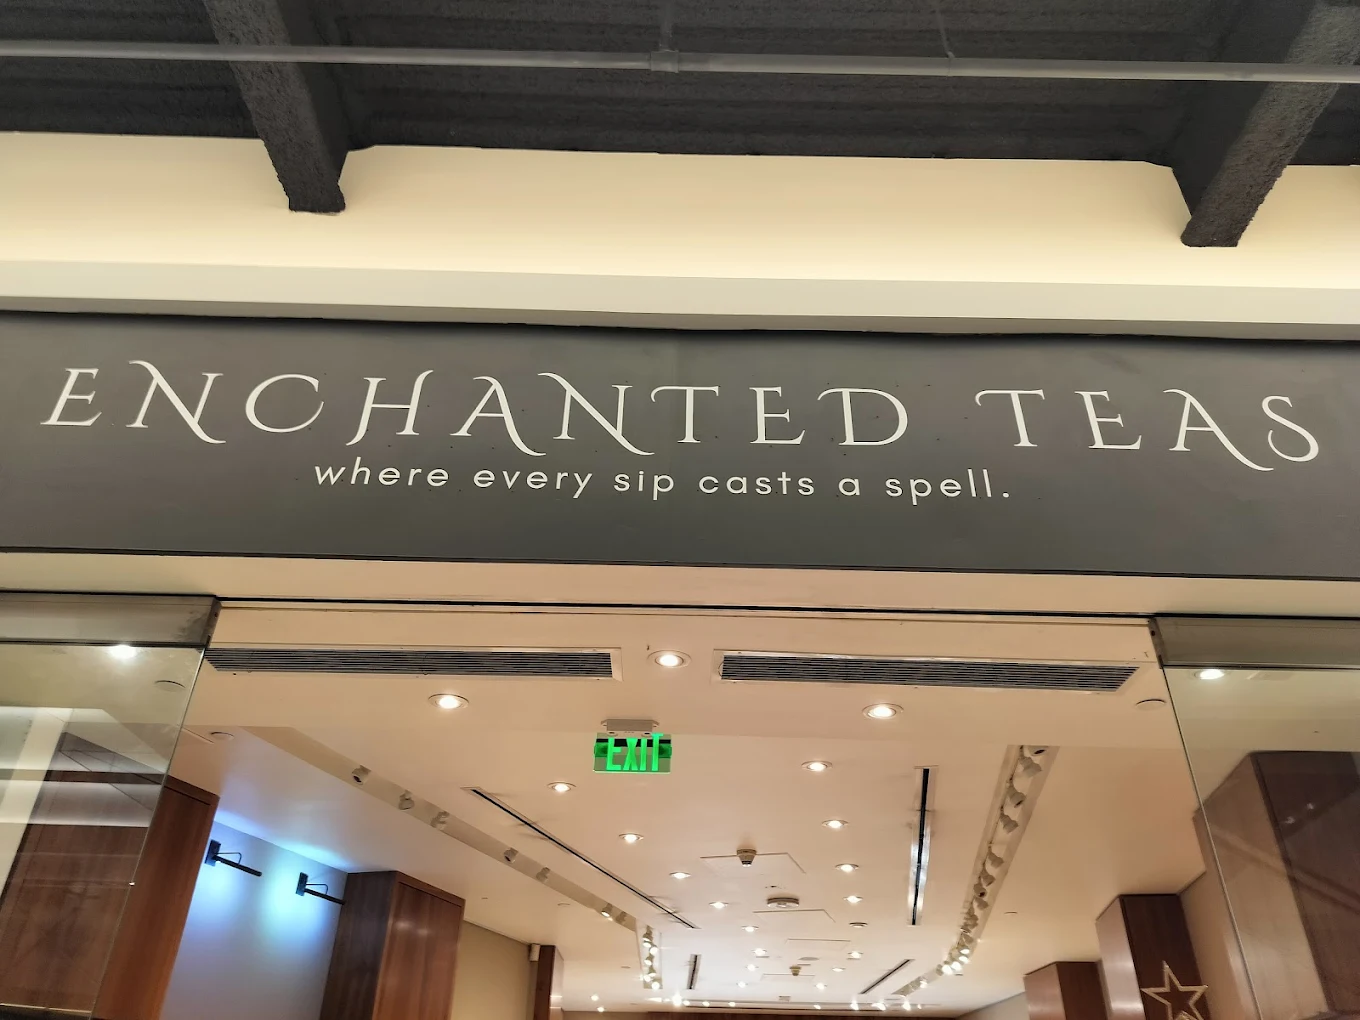 ENCHANTED TEAS
where every sip casts a spell.
EXIT